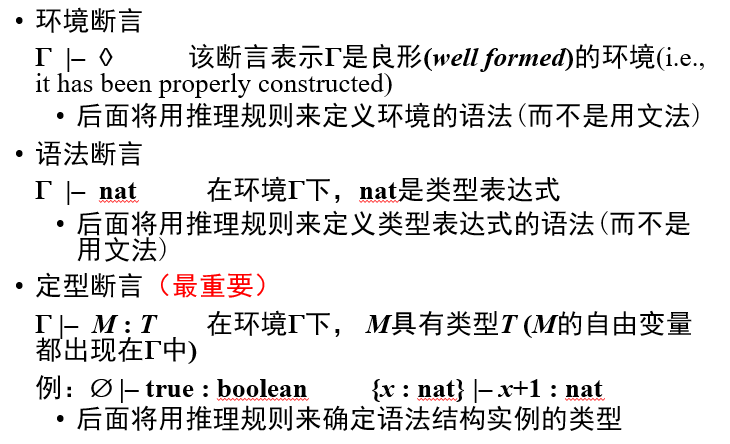 • 环境断言
Γ |– ◊ 该断言表示Γ是良形(well formed)的环境(i.e.,
it has been properly constructed)
• 后面将用推理规则来定义环境的语法(而不是用文法)
• 语法断言
Γ |– nat 在环境Γ下，nat是类型表达式
• 后面将用推理规则来定义类型表达式的语法(而不是
用文法)
• 定型断言（最重要）
Γ |– M : T 在环境Γ下， M具有类型T (M的自由变量
都出现在Γ中)
例：∅ |– true : boolean {x : nat} |– x+1 : nat
• 后面将用推理规则来确定语法结构实例的类型